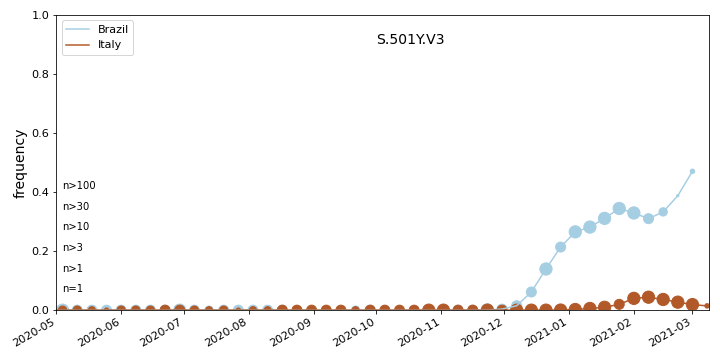 S.501Y.V3
Brazil
Italy
frequency
1.0
0.8
0.6
0.4
0.2
0.0
n>100
n>30
n>10
n>3
n>1
n=1
2020-05
2020-06
2020-07
2020-08
2020-09
2020-10
2020-11
2020-12
2021-01
2021-02
2021-03